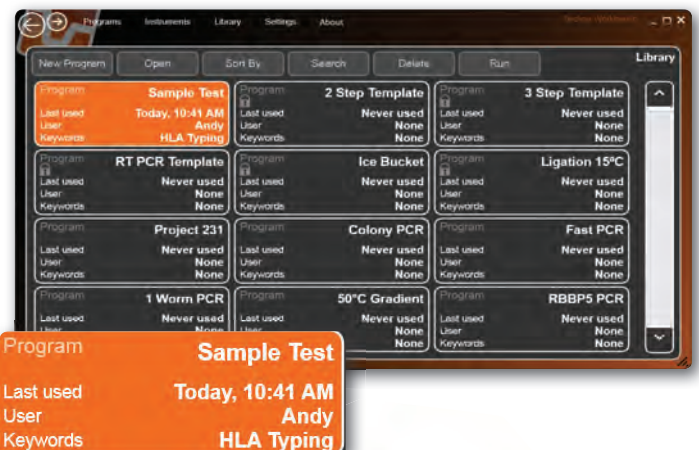 Programs Instruments Library Settings About
Library
New Program Open Sort By Search Delete Run
Program Sample Test
Last used Today, 10:41 AM
User Andy
Keywords HLA Typing
Program 2 Step Template
Last used Never used
User None
Keywords None
Program 3 Step Template
Last used Never used
User None
Keywords None
Program RT PCR Template
Last used Never used
User None
Keywords None
Program Ice Bucket
Last used Never used
User None
Keywords None
Program Ligation 15ºC
Last used Never used
User None
Keywords None
Program Project 231
Last used Never used
User None
Keywords None
Program Colony PCR
Last used Never used
User None
Keywords None
Program Fast PCR
Last used Never used
User None
Keywords None
Program 1 Worm PCR
Last used Never used
User None
Program 50°C Gradient
Last used Never used
User None
None
Program RBBP5 PCR
Last used Never used
User None
Keywords None
Program Sample Test
Last used Today, 10:41 AM
User Andy
Keywords HLA Typing